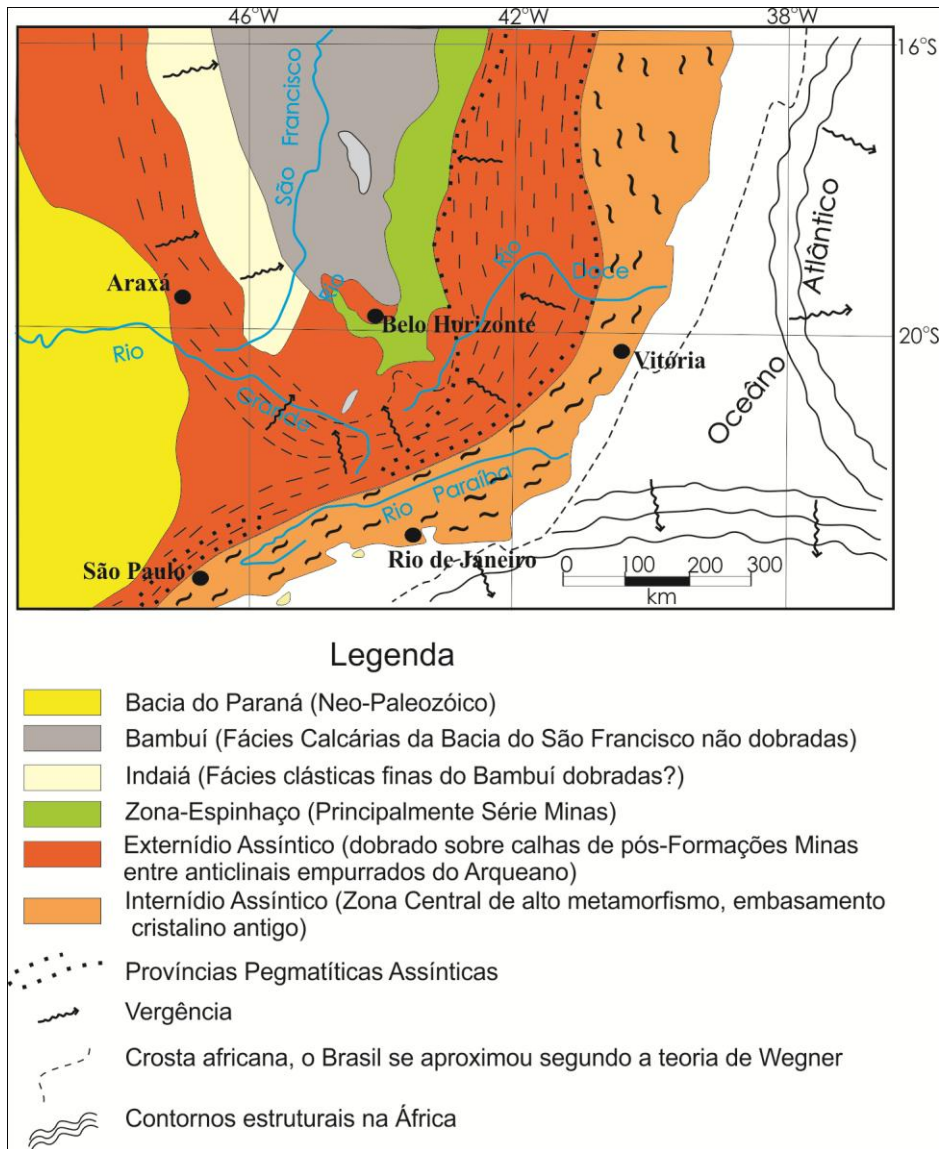 46°W
42°W
38°W
16°S
São Francisco
Atlântico
Rio
Doce
Araxá
Rio
Belo Horizonte
20°S
Rio
Vitória
Grande
Oceâno
Rio Paraíba
São Paulo
Rio de Janeiro
0 100 200 300
km
Legenda
Bacia do Paraná (Neo-Paleozóico)
Bambuí (Fácies Calcárias da Bacia do São Francisco não dobradas)
Indaiá (Fácies clásticas finas do Bambuí dobradas?)
Zona-Espinhaço (Principalmente Série Minas)
Externídio Assíntico (dobrado sobre calhas de pós-Formações Minas
entre anticlinais empurrados do Arqueano)
Internídio Assíntico (Zona Central de alto metamorfismo, embasamento
cristalino antigo)
Províncias Pegmatíticas Assínticas
Vergência
Crosta africana, o Brasil se aproximou segundo a teoria de Wegner
Contornos estruturais na África